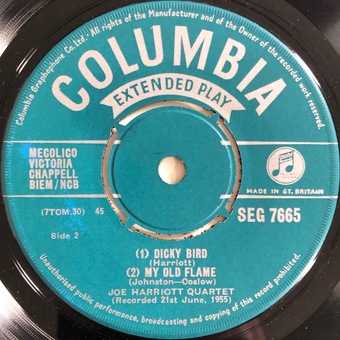 Columbia Graphophone Co. Ltd. All rights of the Manufacturer and of the Owner of the recorded work reserved.
COLUMBIA
EXTENDED PLAY
MECOLICO
VICTORIA
CHAPPELL
BIEM/NCB
MADE IN GT. BRITAIN
(7TCM.30) 45
SEG 7665
Side 2
(1) DICKY BIRD
(Harriott)
(2) MY OLD FLAME
(Johnston—Coslow)
JOE HARRIOTT QUARTET
(Recorded 21st June, 1955)
Unauthorised public performance, broadcasting and copying of this record prohibited.